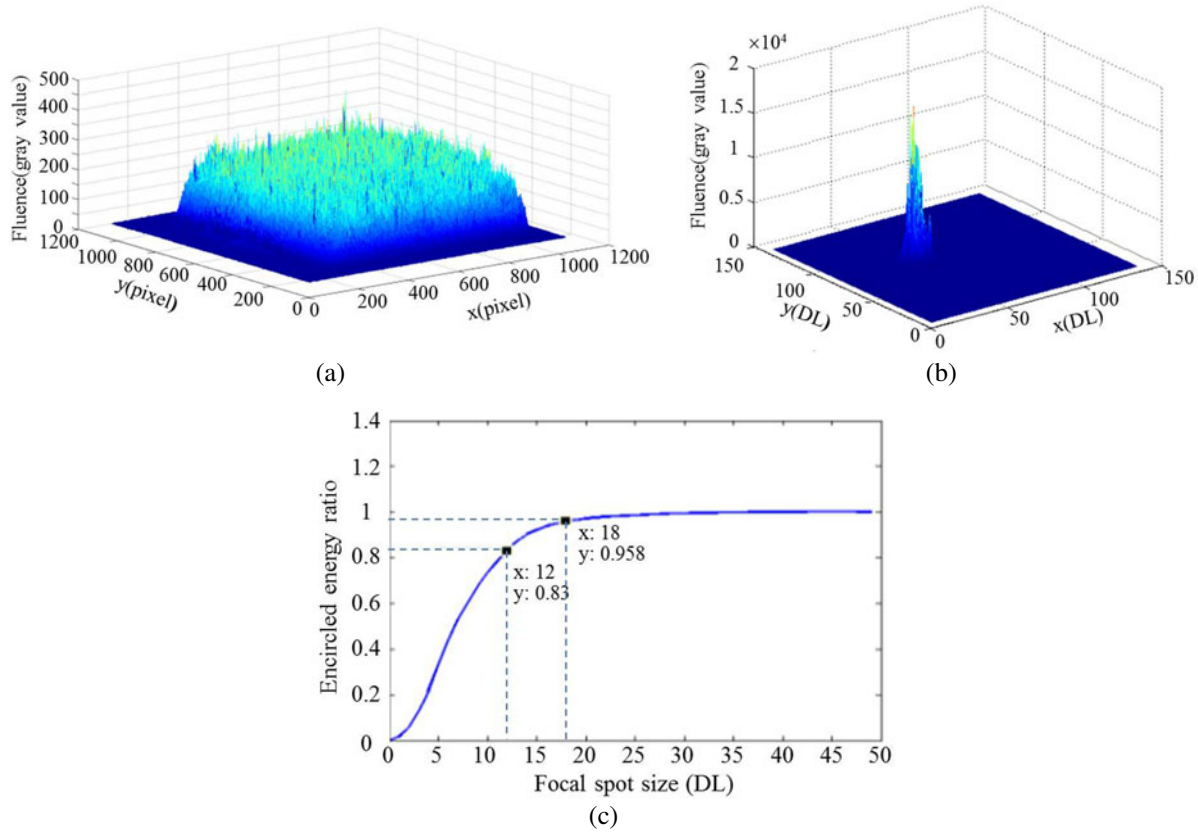 500
400
300
200
100
0
Fluence(gray value)
1200
1000
800
600
400
200
0
y(pixel)
0
200
400
600
800
1000
1200
x(pixel)
(a)
×10⁴
2
1.5
1
0.5
0
Fluence(gray value)
150
100
50
0
y(DL)
0
50
100
150
x(DL)
(b)
1.4
1.2
1
0.8
0.6
0.4
0.2
0
Encircled energy ratio
x: 18
y: 0.958
x: 12
y: 0.83
0 5 10 15 20 25 30 35 40 45 50
Focal spot size (DL)
(c)